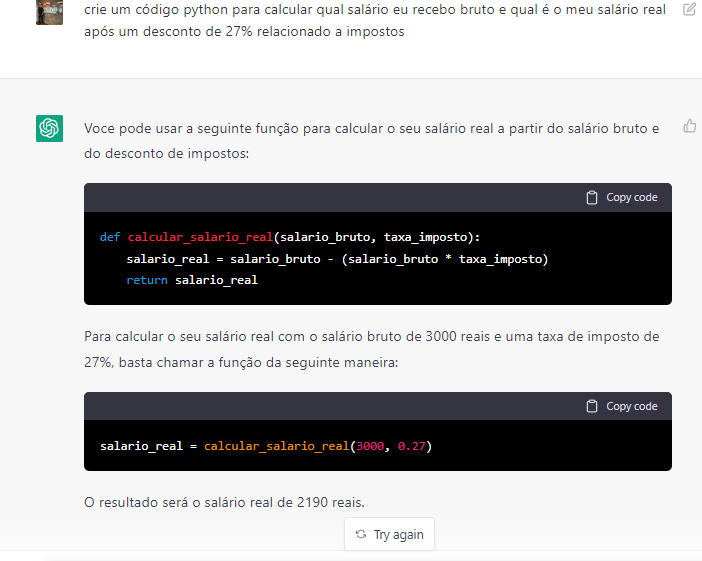 crie um código python para calcular qual salário eu recebo bruto e qual é o meu salário real
após um desconto de 27% relacionado a impostos
Voce pode usar a seguinte função para calcular o seu salário real a partir do salário bruto e
do desconto de impostos:
Copy code
def calcular_salario_real(salario_bruto, taxa_imposto):
    salario_real = salario_bruto - (salario_bruto * taxa_imposto)
    return salario_real
Para calcular o seu salário real com o salário bruto de 3000 reais e uma taxa de imposto de
27%, basta chamar a função da seguinte maneira:
Copy code
salario_real = calcular_salario_real(3000, 0.27)
O resultado será o salário real de 2190 reais.
Try again